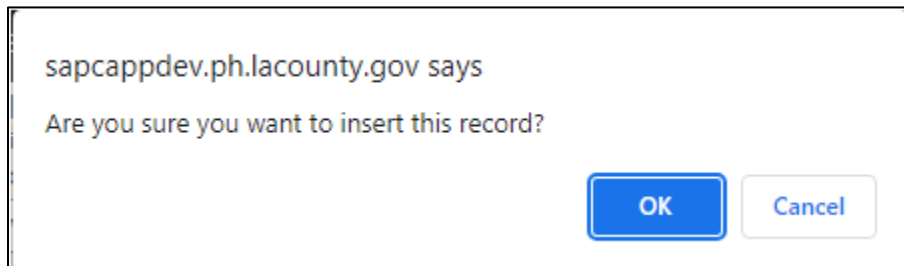 sapcappdev.ph.lacounty.gov says
Are you sure you want to insert this record?
OK Cancel